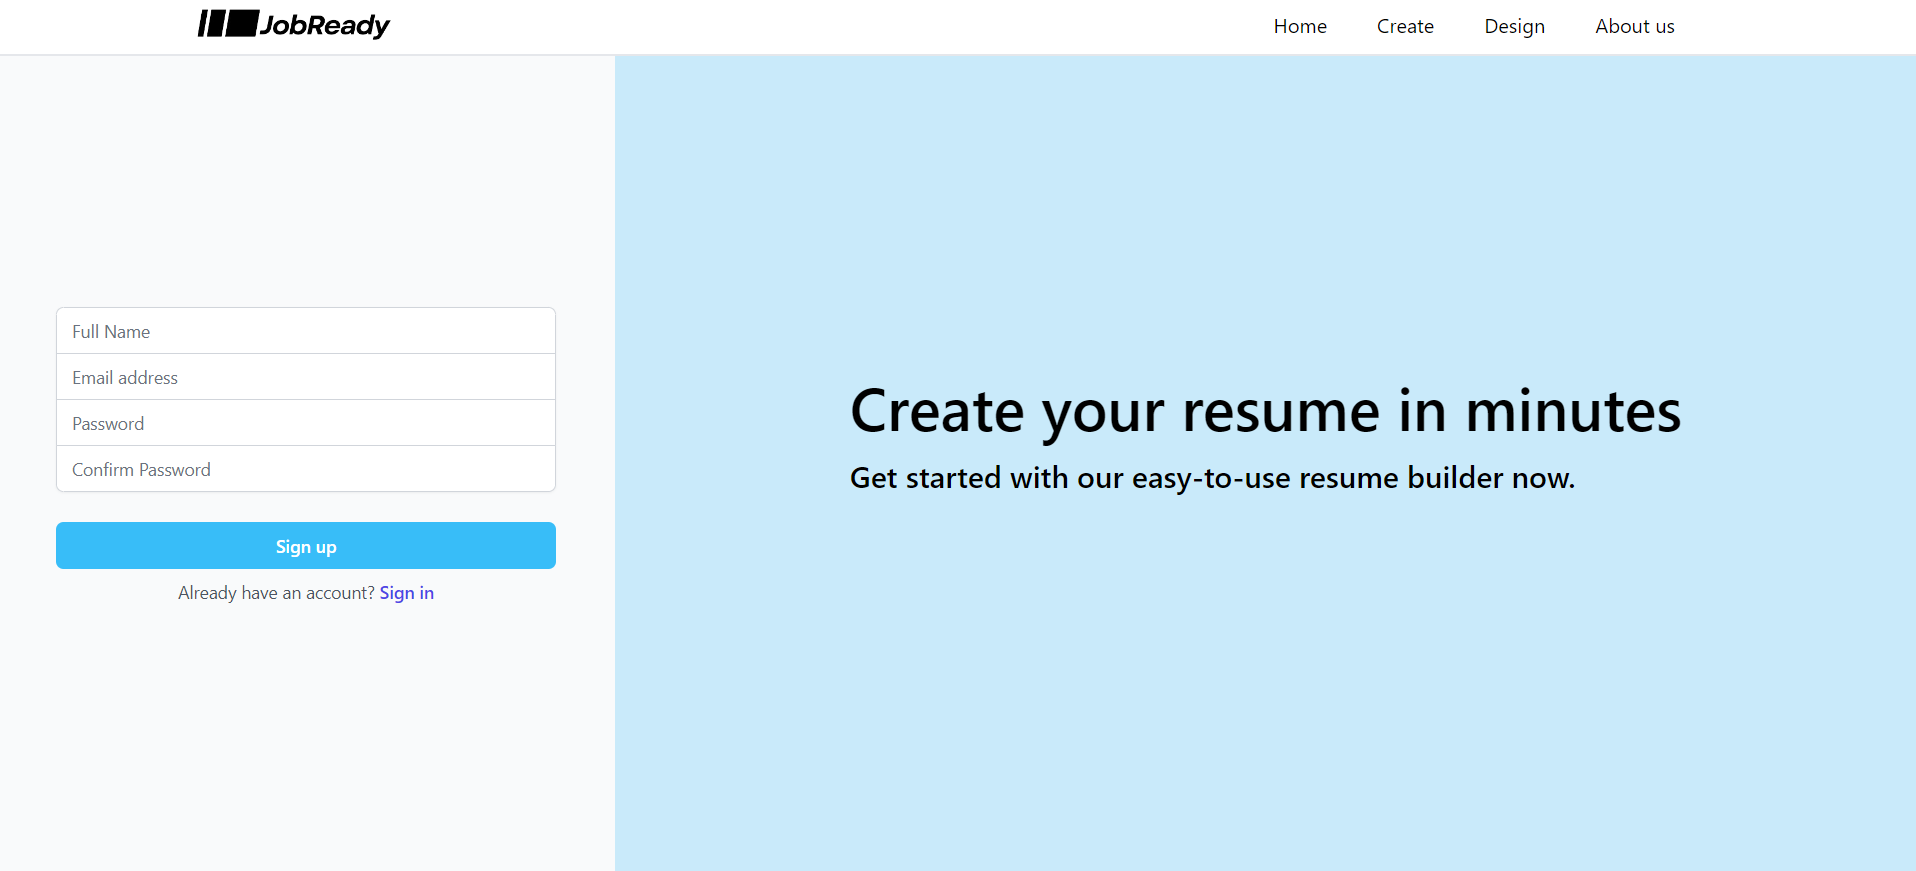 JobReady
Home Create Design About us
Full Name
Email address
Password
Confirm Password
Sign up
Already have an account? Sign in
Create your resume in minutes
Get started with our easy-to-use resume builder now.